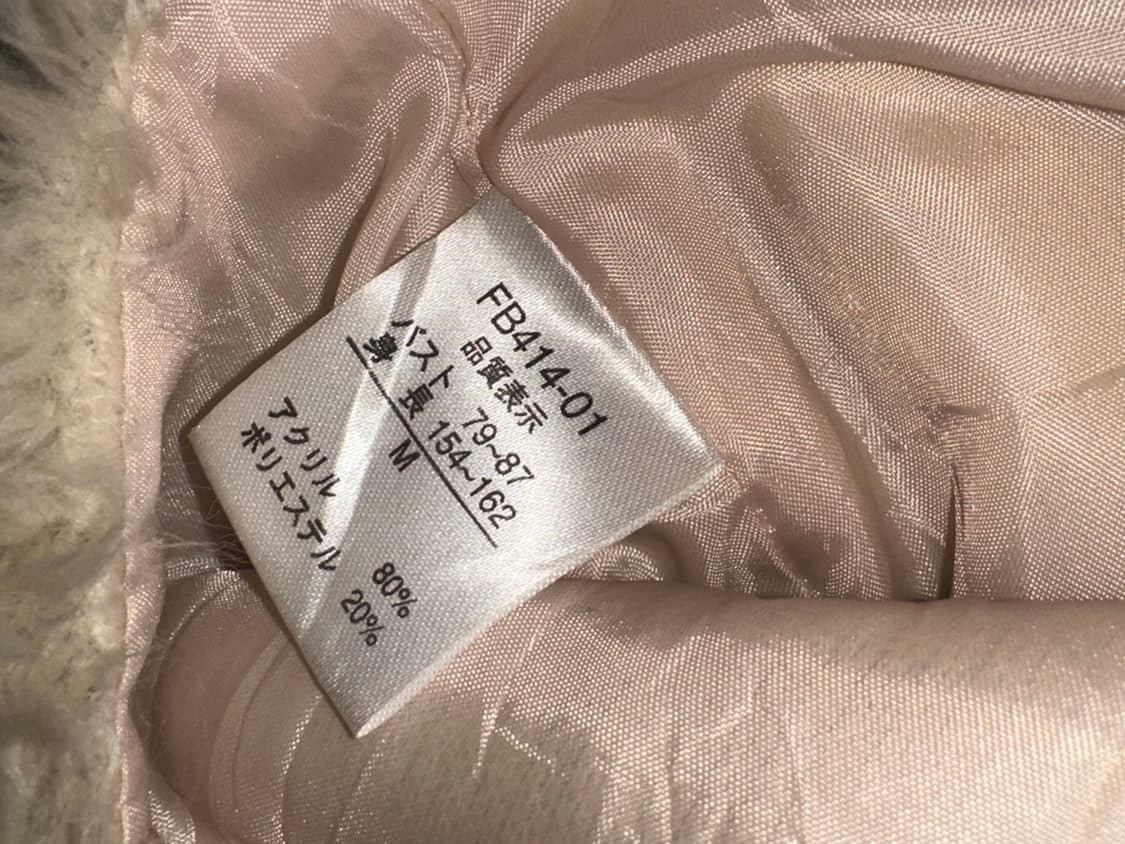 FB414-01
品質表示
バスト 79~87
身 長 154~162
M
アクリル 80%
ポリエステル 20%